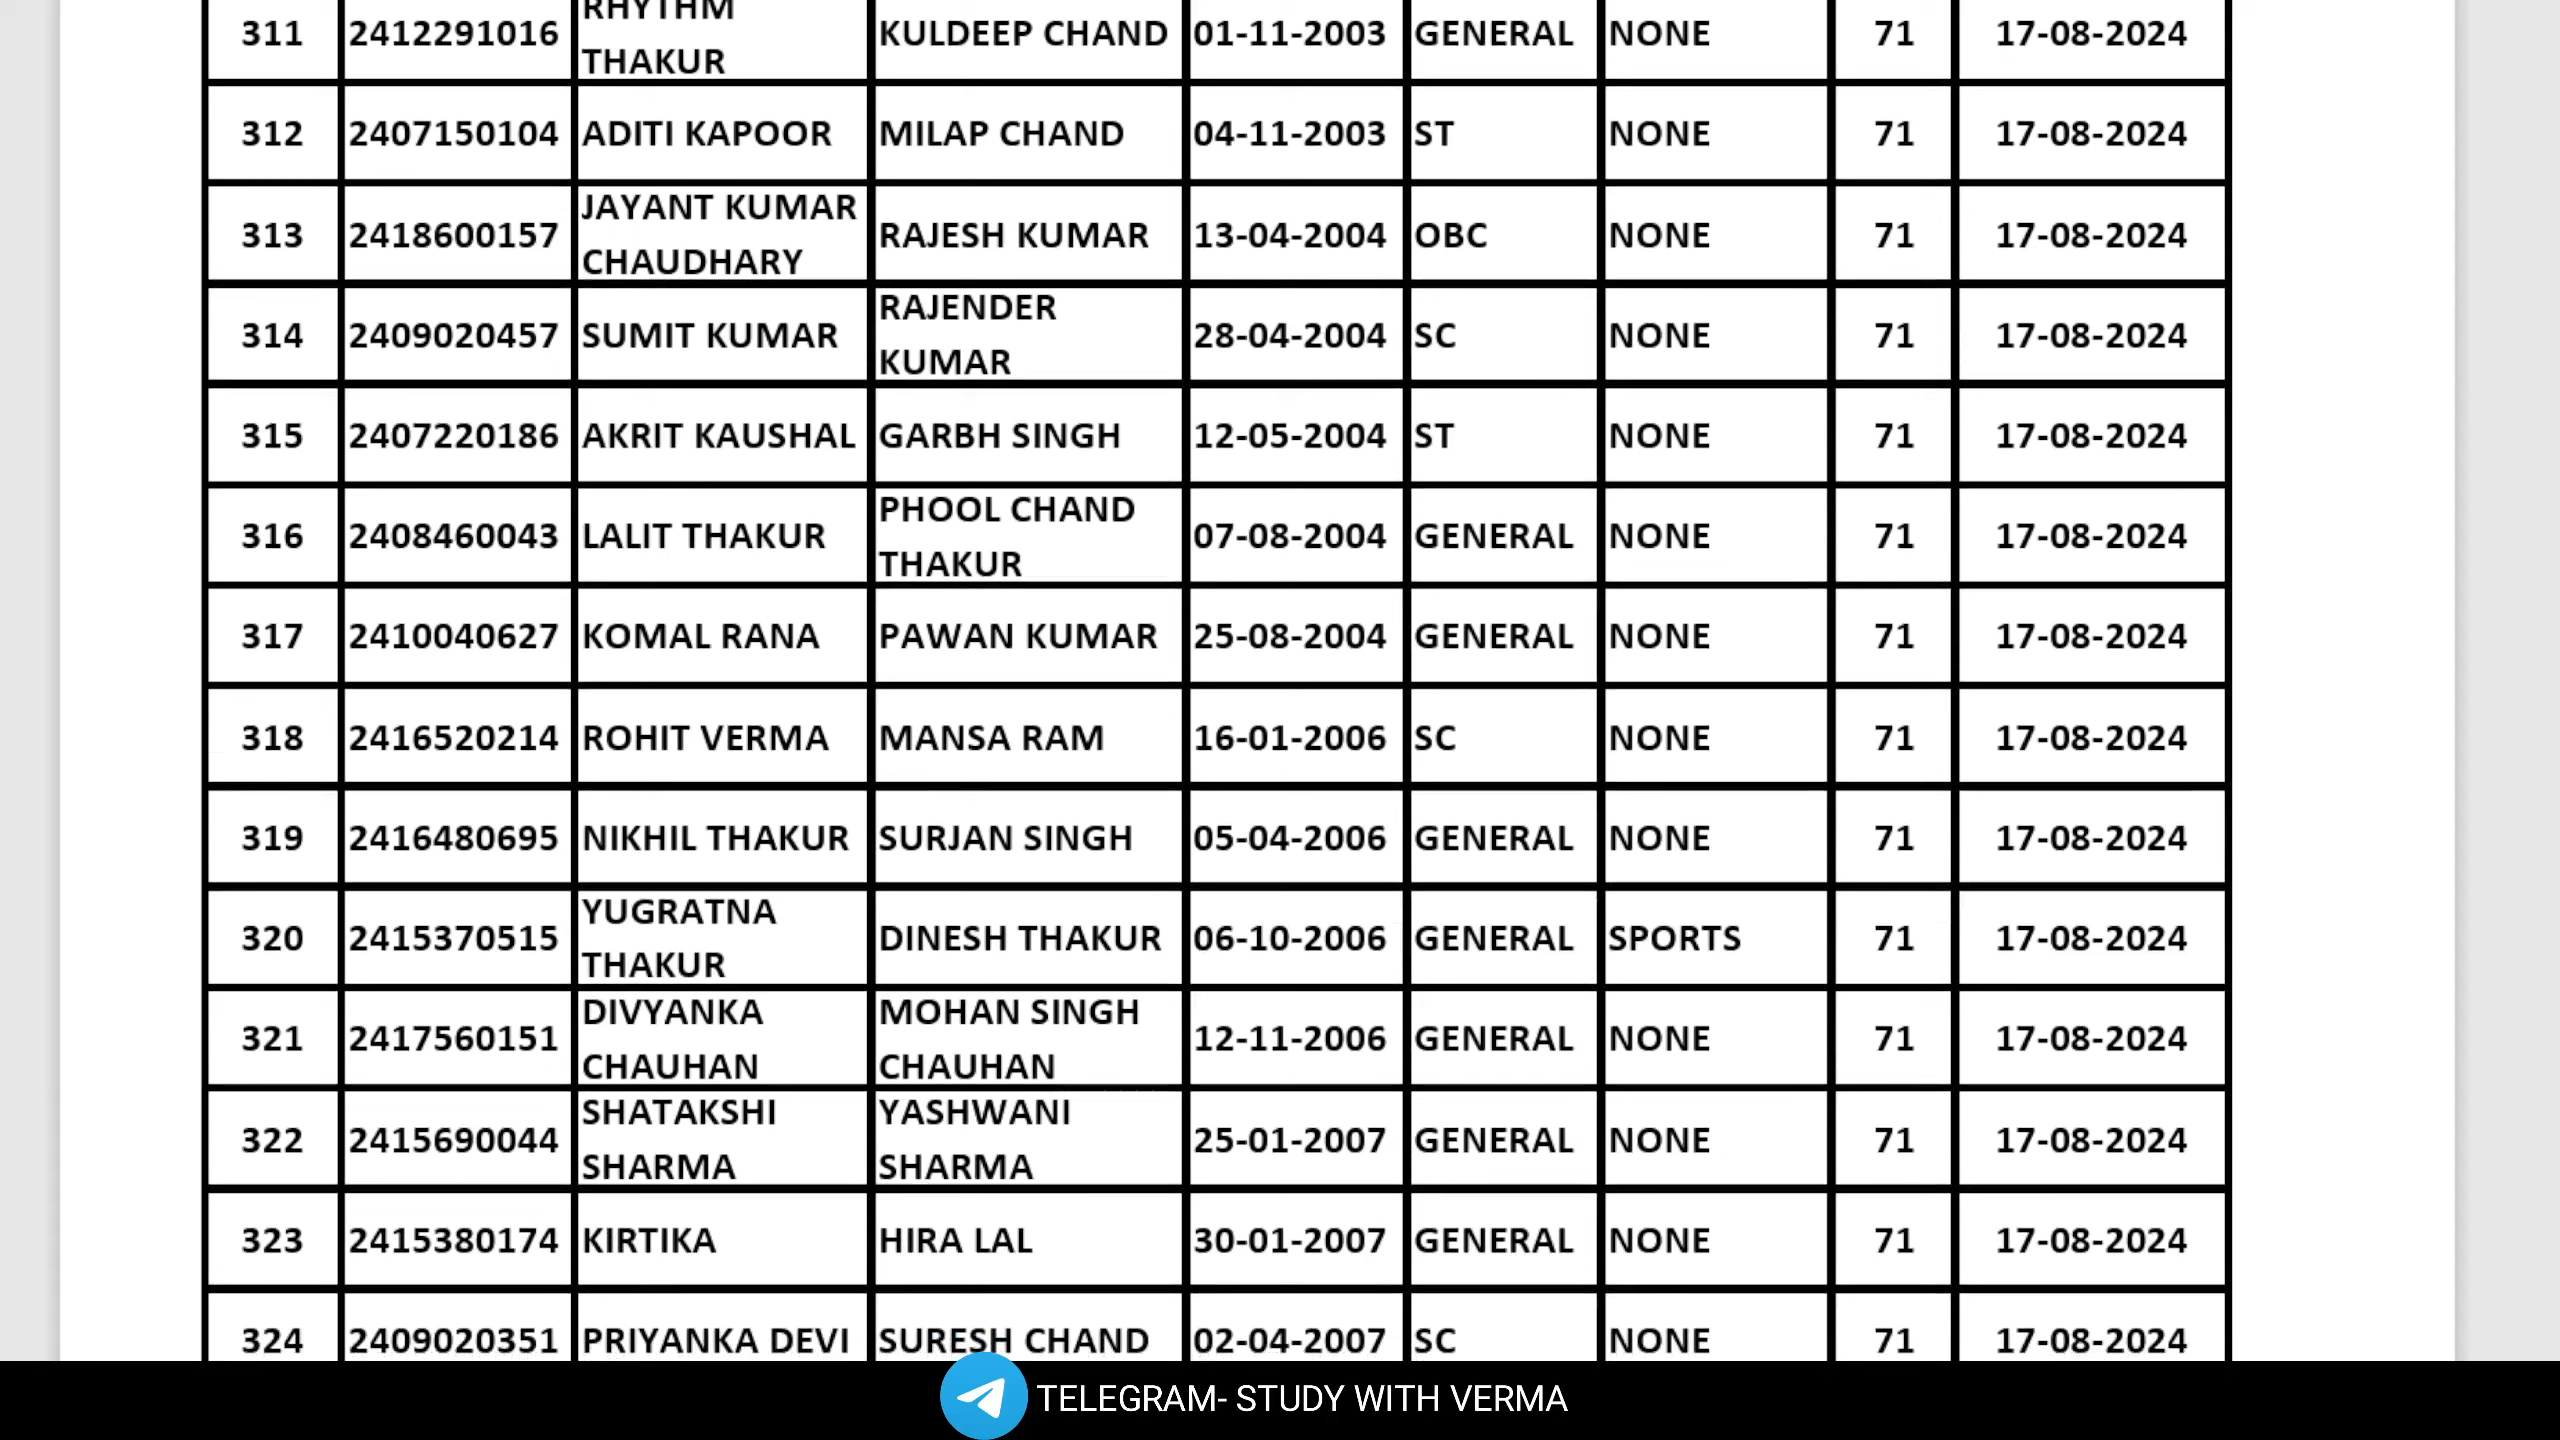 311 2412291016 RHYTHM THAKUR KULDEEP CHAND 01-11-2003 GENERAL NONE 71 17-08-2024
312 2407150104 ADITI KAPOOR MILAP CHAND 04-11-2003 ST NONE 71 17-08-2024
313 2418600157 JAYANT KUMAR CHAUDHARY RAJESH KUMAR 13-04-2004 OBC NONE 71 17-08-2024
314 2409020457 SUMIT KUMAR RAJENDER KUMAR 28-04-2004 SC NONE 71 17-08-2024
315 2407220186 AKRIT KAUSHAL GARBH SINGH 12-05-2004 ST NONE 71 17-08-2024
316 2408460043 LALIT THAKUR PHOOL CHAND THAKUR 07-08-2004 GENERAL NONE 71 17-08-2024
317 2410040627 KOMAL RANA PAWAN KUMAR 25-08-2004 GENERAL NONE 71 17-08-2024
318 2416520214 ROHIT VERMA MANSA RAM 16-01-2006 SC NONE 71 17-08-2024
319 2416480695 NIKHIL THAKUR SURJAN SINGH 05-04-2006 GENERAL NONE 71 17-08-2024
320 2415370515 YUGRATNA THAKUR DINESH THAKUR 06-10-2006 GENERAL SPORTS 71 17-08-2024
321 2417560151 DIVYANKA CHAUHAN MOHAN SINGH CHAUHAN 12-11-2006 GENERAL NONE 71 17-08-2024
322 2415690044 SHATAKSHI SHARMA YASHWANI SHARMA 25-01-2007 GENERAL NONE 71 17-08-2024
323 2415380174 KIRTIKA HIRA LAL 30-01-2007 GENERAL NONE 71 17-08-2024
324 2409020351 PRIYANKA DEVI SURESH CHAND 02-04-2007 SC NONE 71 17-08-2024
TELEGRAM- STUDY WITH VERMA